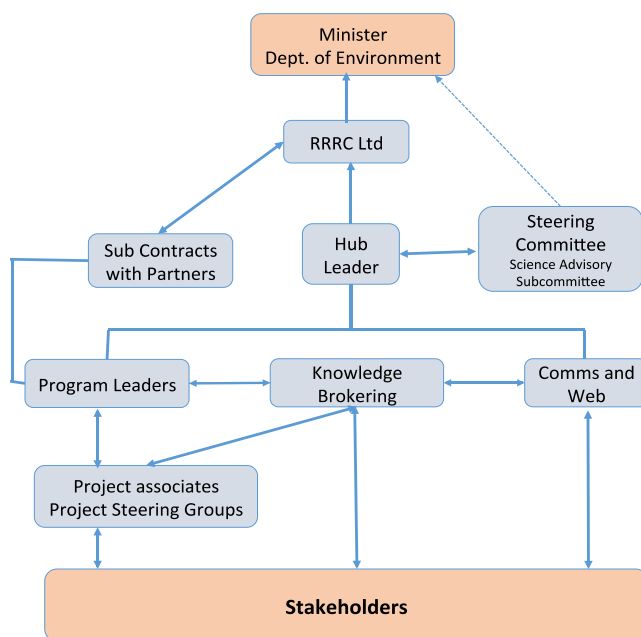 Minister
Dept. of Environment
RRRC Ltd
Sub Contracts
with Partners
Hub
Leader
Steering
Committee
Science Advisory
Subcommittee
Program Leaders
Knowledge
Brokering
Comms and
Web
Project associates
Project Steering Groups
Stakeholders